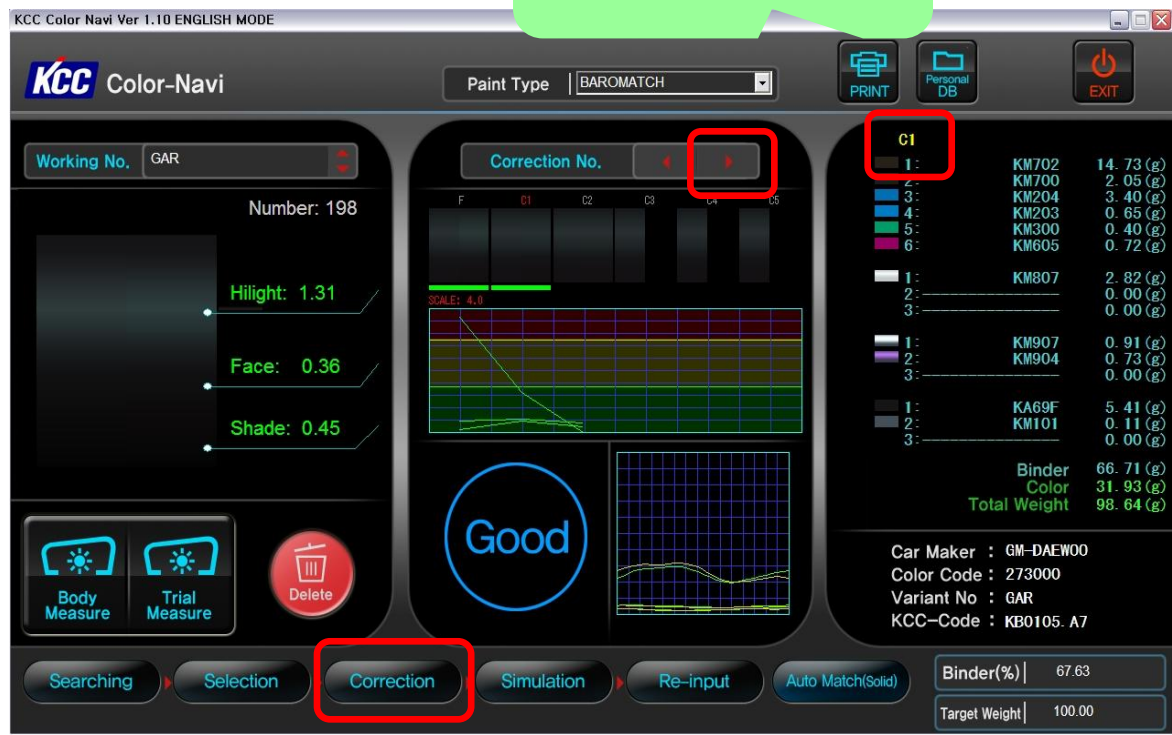 KCC Color Navi Ver 1.10 ENGLISH MODE
KCC Color-Navi
Paint Type BAROMATCH
PRINT
Personal DB
EXIT
Working No. GAR
Number: 198
Hilight: 1.31
Face: 0.36
Shade: 0.45
Body Measure
Trial Measure
Delete
Correction No.
F C1 C2 C3 C4 C5
SCALE: 4.0
Good
C1
1: KM702 14.73(g)
2: KM700 2.05(g)
3: KM204 3.40(g)
4: KM203 0.65(g)
5: KM300 0.40(g)
6: KM605 0.72(g)
1: KM807 2.82(g)
2: 0.00(g)
3: 0.00(g)
1: KM907 0.91(g)
2: KM904 0.73(g)
3: 0.00(g)
1: KA69F 5.41(g)
2: KM101 0.11(g)
3: 0.00(g)
Binder 66.71(g)
Color 31.93(g)
Total Weight 98.64(g)
Car Maker : GM-DAEWOO
Color Code : 273000
Variant No : GAR
KCC-Code : KB0105.A7
Searching
Selection
Correction
Simulation
Re-input
Auto Match(Solid)
Binder(%) 67.63
Target Weight 100.00